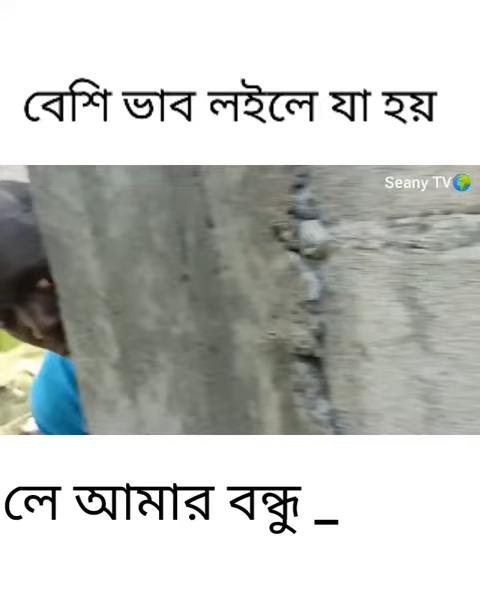 বেশি ভাব লইলে যা হয়
Seany TV
লে আমার বন্ধু _